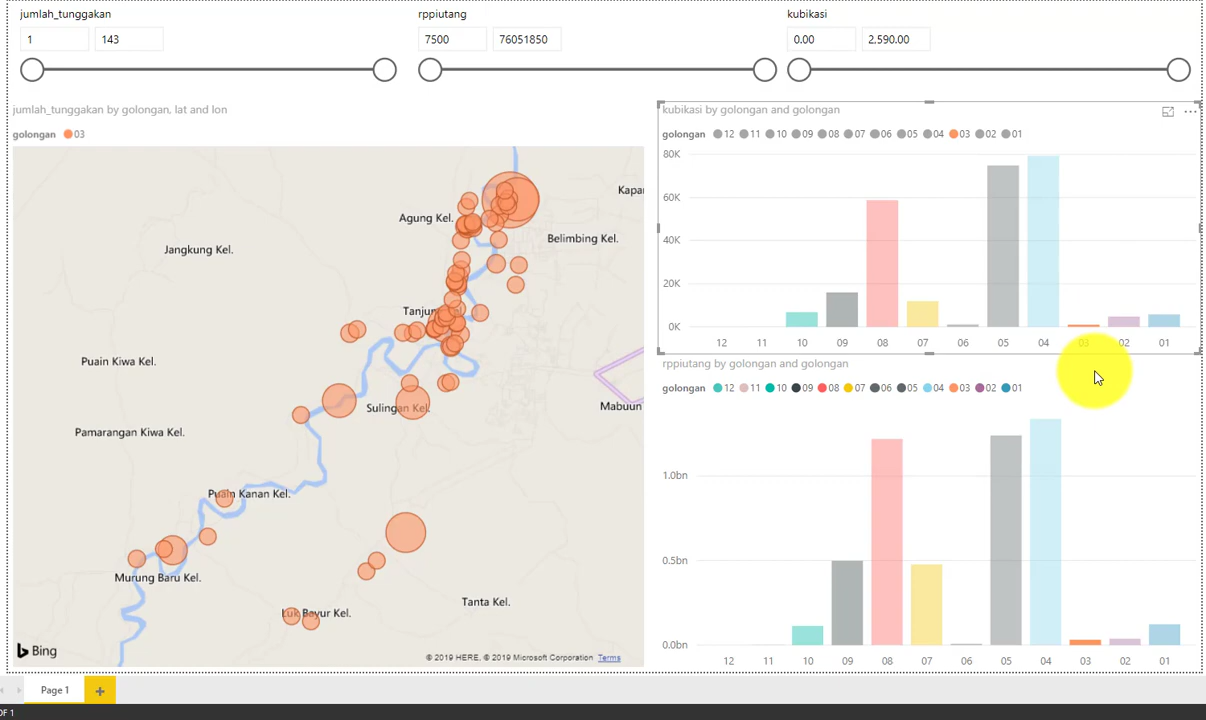 jumlah_tunggakan
1 143
rppiutang
7500 76051850
kubikasi
0.00 2,590.00
jumlah_tunggakan by golongan, lat and lon
golongan 03
Kapar
Agung Kel.
Belimbing Kel.
Jangkung Kel.
Puain Kiwa Kel.
Sulingan Kel.
Mabuun
Pamarangan Kiwa Kel.
Puain Kanan Kel.
Murung Baru Kel.
Tanta Kel.
Luk Bayur Kel.
Bing
© 2019 HERE, © 2019 Microsoft Corporation Terms
kubikasi by golongan and golongan
golongan 12 11 10 09 08 07 06 05 04 03 02 01
80K
60K
40K
20K
0K
12 11 10 09 08 07 06 05 04 03 02 01
rppiutang by golongan and golongan
golongan 12 11 10 09 08 07 06 05 04 03 02 01
1.0bn
0.5bn
0.0bn
12 11 10 09 08 07 06 05 04 03 02 01
Page 1
OF 1